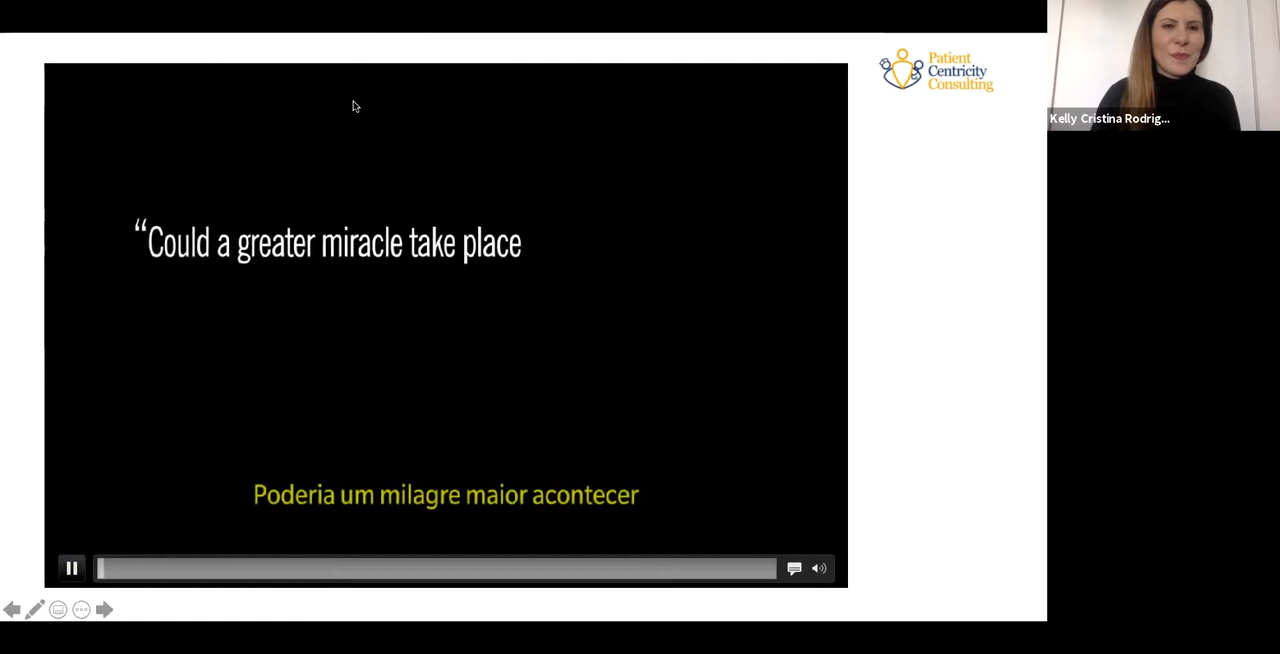 Patient
Centricity
Consulting
Kelly Cristina Rodrig...
“Could a greater miracle take place
Poderia um milagre maior acontecer